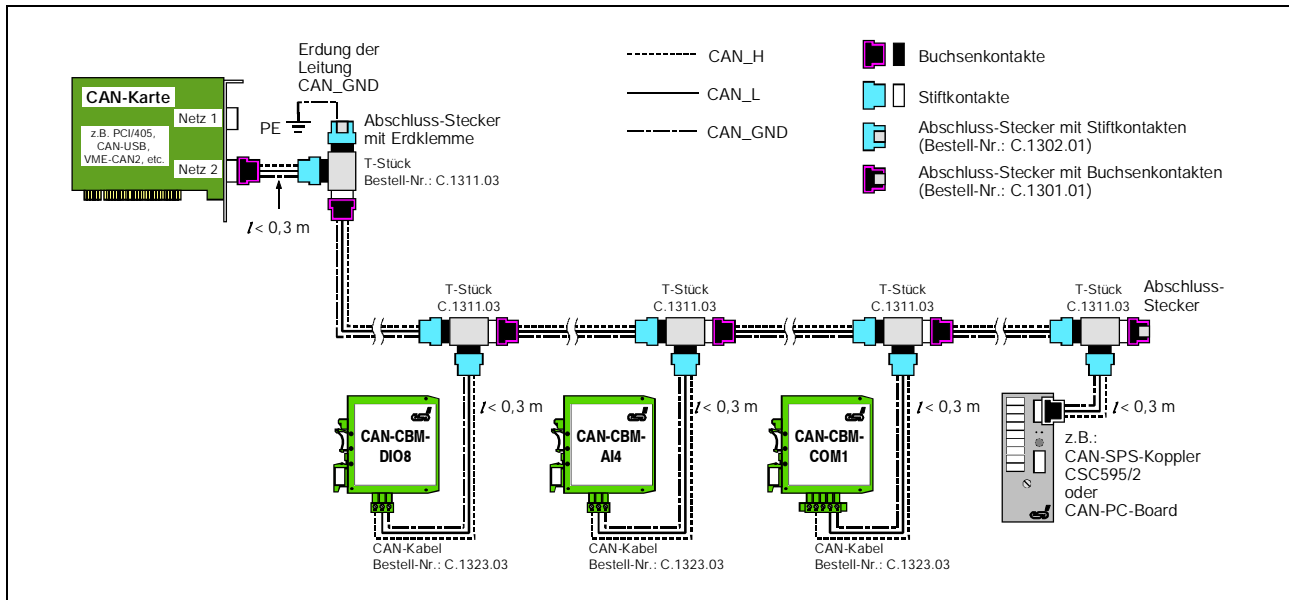 Erdung der
Leitung
CAN_GND
CAN-Karte
Netz 1
z.B. PCI/405,
CAN-USB,
VME-CAN2, etc.
Netz 2
PE
Abschluss-Stecker
mit Erdklemme
T-Stück
Bestell-Nr.: C.1311.03
l < 0,3 m
CAN_H
CAN_L
CAN_GND
Buchsenkontakte
Stiftkontakte
Abschluss-Stecker mit Stiftkontakten
(Bestell-Nr.: C.1302.01)
Abschluss-Stecker mit Buchsenkontakten
(Bestell-Nr.: C.1301.01)
T-Stück
C.1311.03
T-Stück
C.1311.03
T-Stück
C.1311.03
T-Stück
C.1311.03
Abschluss-
Stecker
l < 0,3 m
l < 0,3 m
l < 0,3 m
l < 0,3 m
esd
CAN-CBM-
DIO8
esd
CAN-CBM-
AI4
esd
CAN-CBM-
COM1
esd
z.B.:
CAN-SPS-Koppler
CSC595/2
oder
CAN-PC-Board
CAN-Kabel
Bestell-Nr.: C.1323.03
CAN-Kabel
Bestell-Nr.: C.1323.03
CAN-Kabel
Bestell-Nr.: C.1323.03